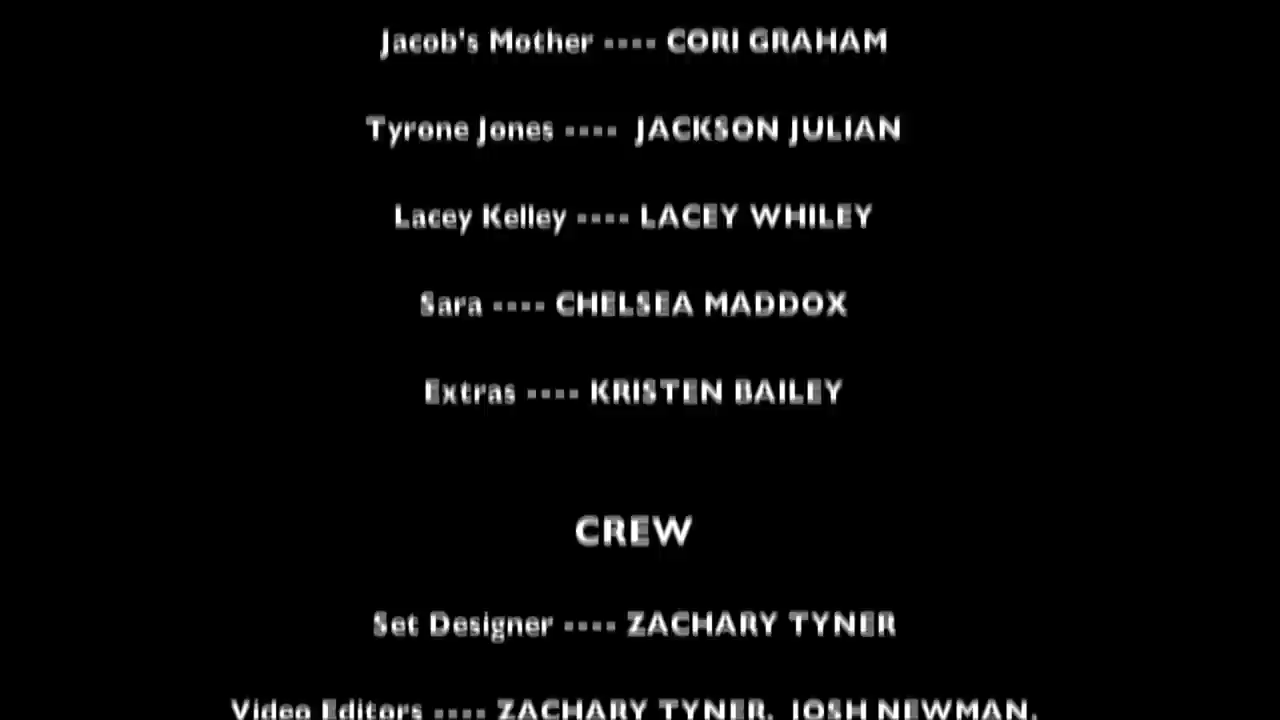 Jacob's Mother ---- CORI GRAHAM
Tyrone Jones ---- JACKSON JULIAN
Lacey Kelley ---- LACEY WHILEY
Sara ---- CHELSEA MADDOX
Extras ---- KRISTEN BAILEY
CREW
Set Designer ---- ZACHARY TYNER
Video Editors ---- ZACHARY TYNER, JOSH NEWMAN,